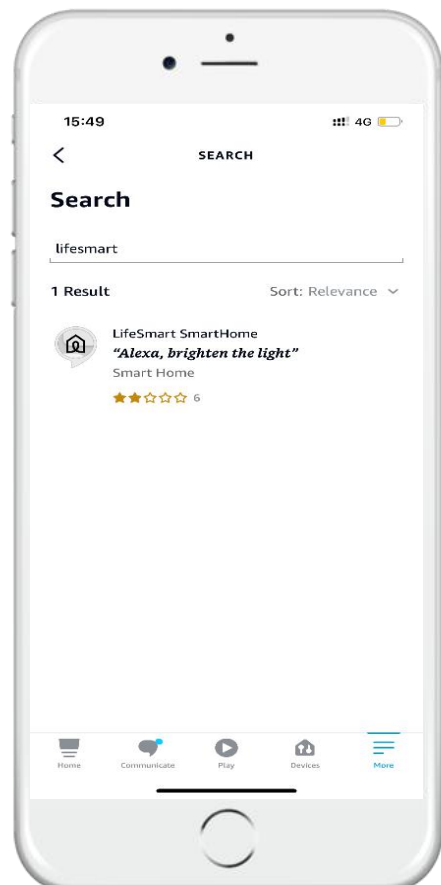 15:49 4G
SEARCH
Search
lifesmart
1 Result Sort: Relevance
LifeSmart SmartHome
“Alexa, brighten the light”
Smart Home
6
Home Communicate Play Devices More